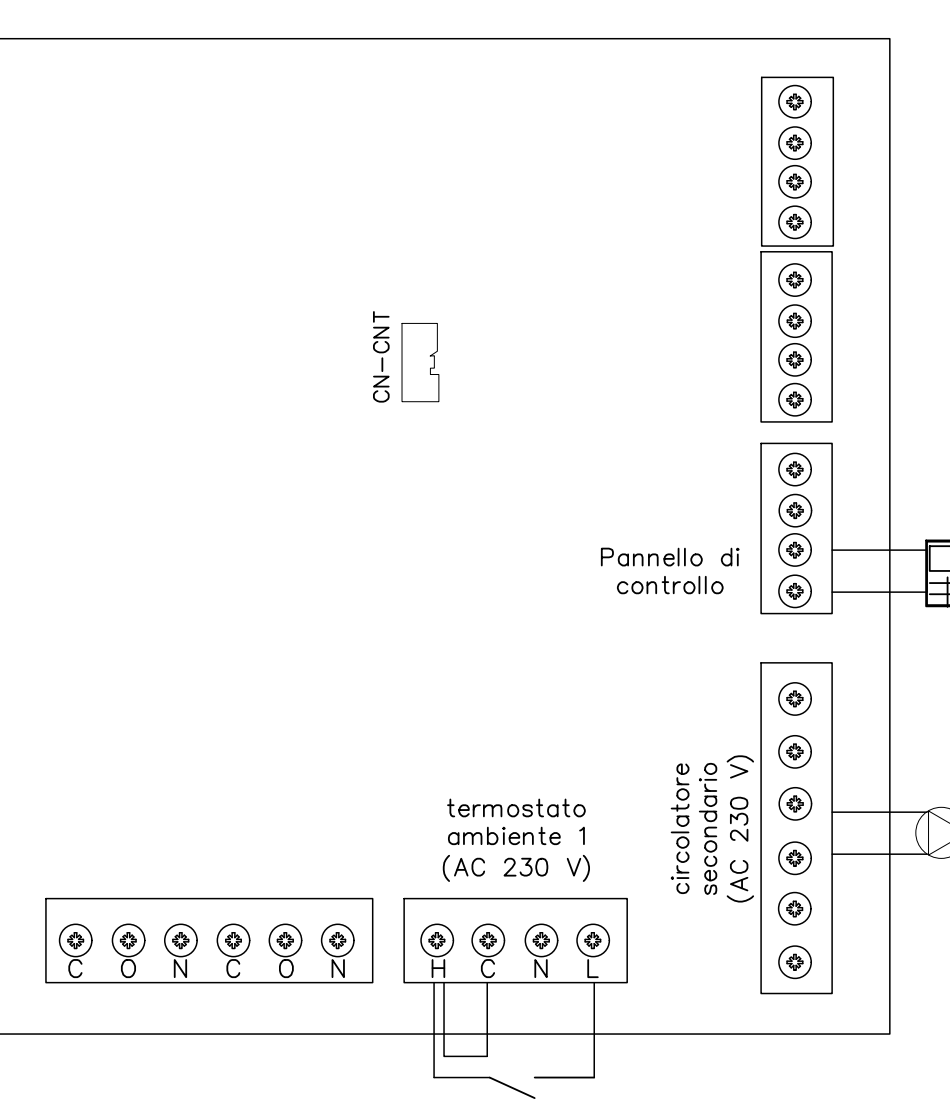 CN-CNT
Pannello di
controllo
circolatore
secondario
(AC 230 V)
termostato
ambiente 1
(AC 230 V)
C O N C O N
H C N L